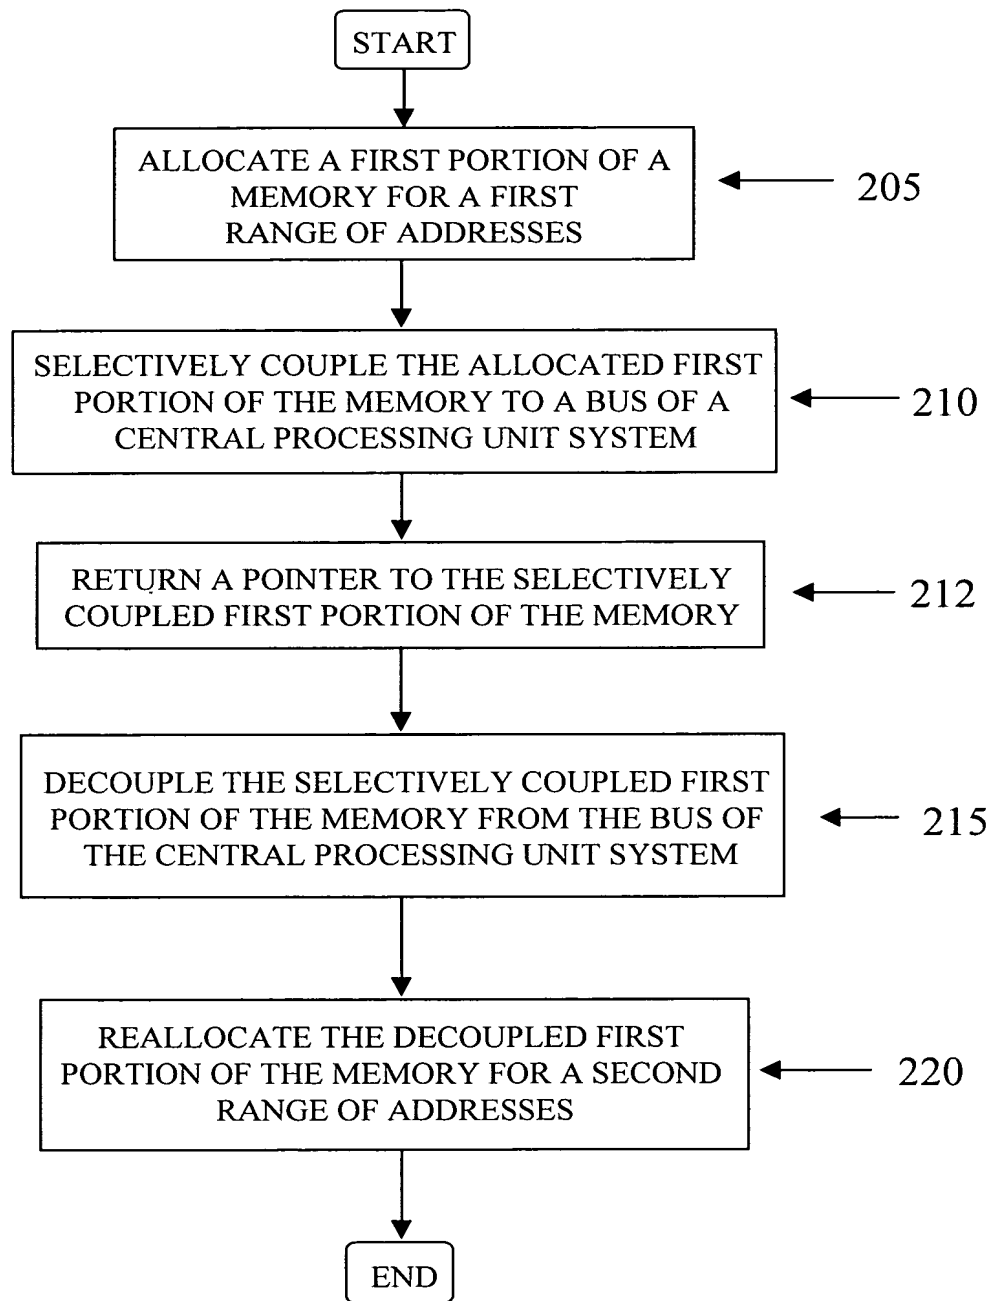 START
ALLOCATE A FIRST PORTION OF A
MEMORY FOR A FIRST
RANGE OF ADDRESSES
205
SELECTIVELY COUPLE THE ALLOCATED FIRST
PORTION OF THE MEMORY TO A BUS OF A
CENTRAL PROCESSING UNIT SYSTEM
210
RETURN A POINTER TO THE SELECTIVELY
COUPLED FIRST PORTION OF THE MEMORY
212
DECOUPLE THE SELECTIVELY COUPLED FIRST
PORTION OF THE MEMORY FROM THE BUS OF
THE CENTRAL PROCESSING UNIT SYSTEM
215
REALLOCATE THE DECOUPLED FIRST
PORTION OF THE MEMORY FOR A SECOND
RANGE OF ADDRESSES
220
END